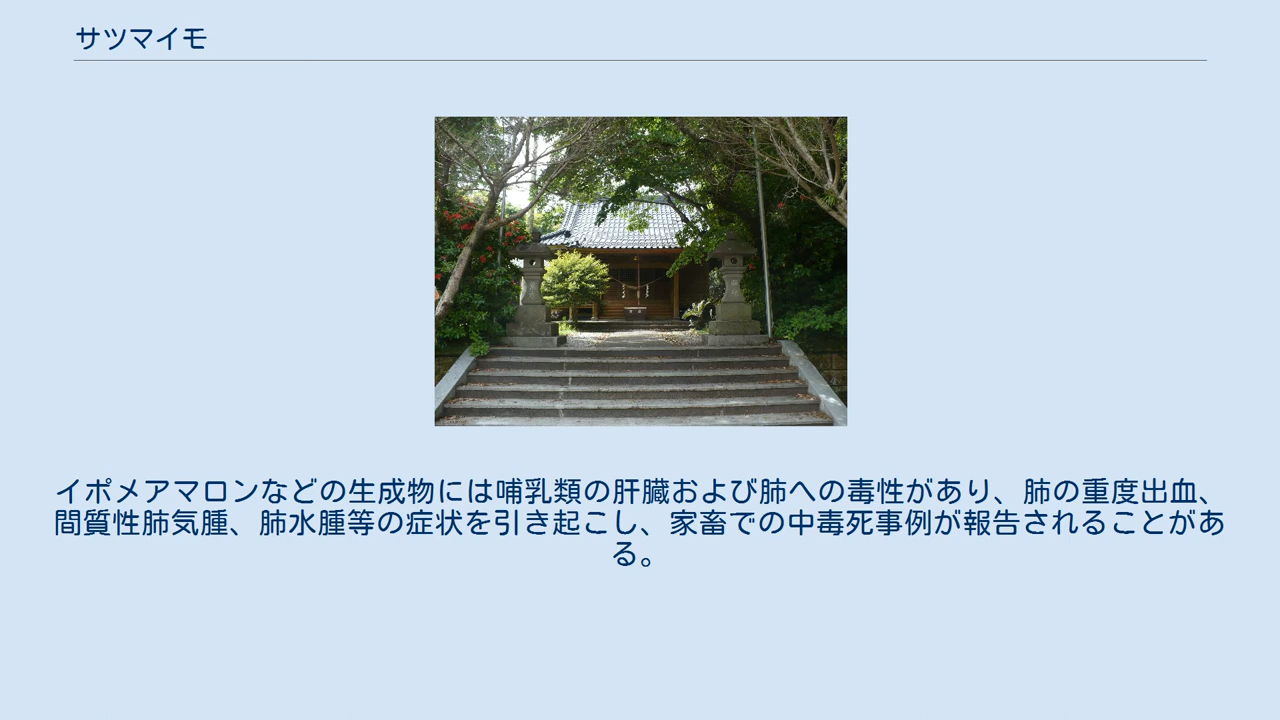 サツマイモ
イポメアマロンなどの生成物には哺乳類の肝臓および肺への毒性があり、肺の重度出血、
間質性肺気腫、肺水腫等の症状を引き起こし、家畜での中毒死事例が報告されることがあ
る。